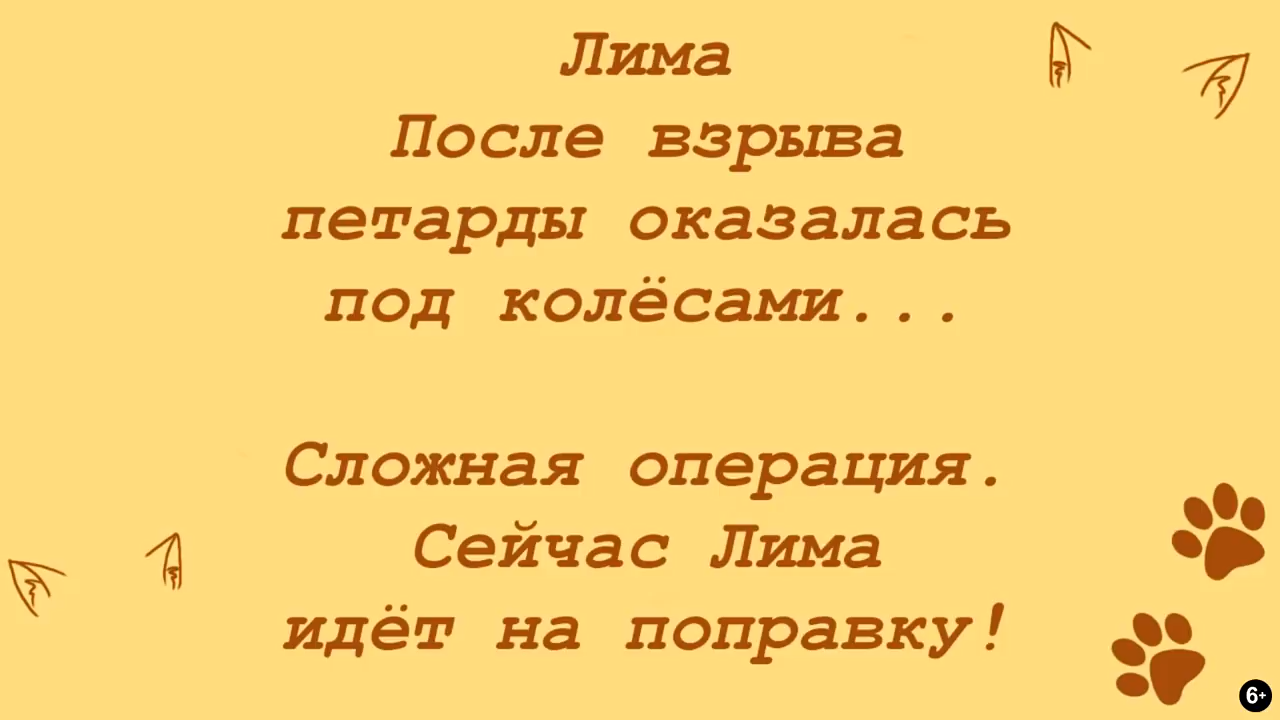 Лима
После взрыва
петарды оказалась
под колёсами...
Сложная операция.
Сейчас Лима
идёт на поправку!
6+